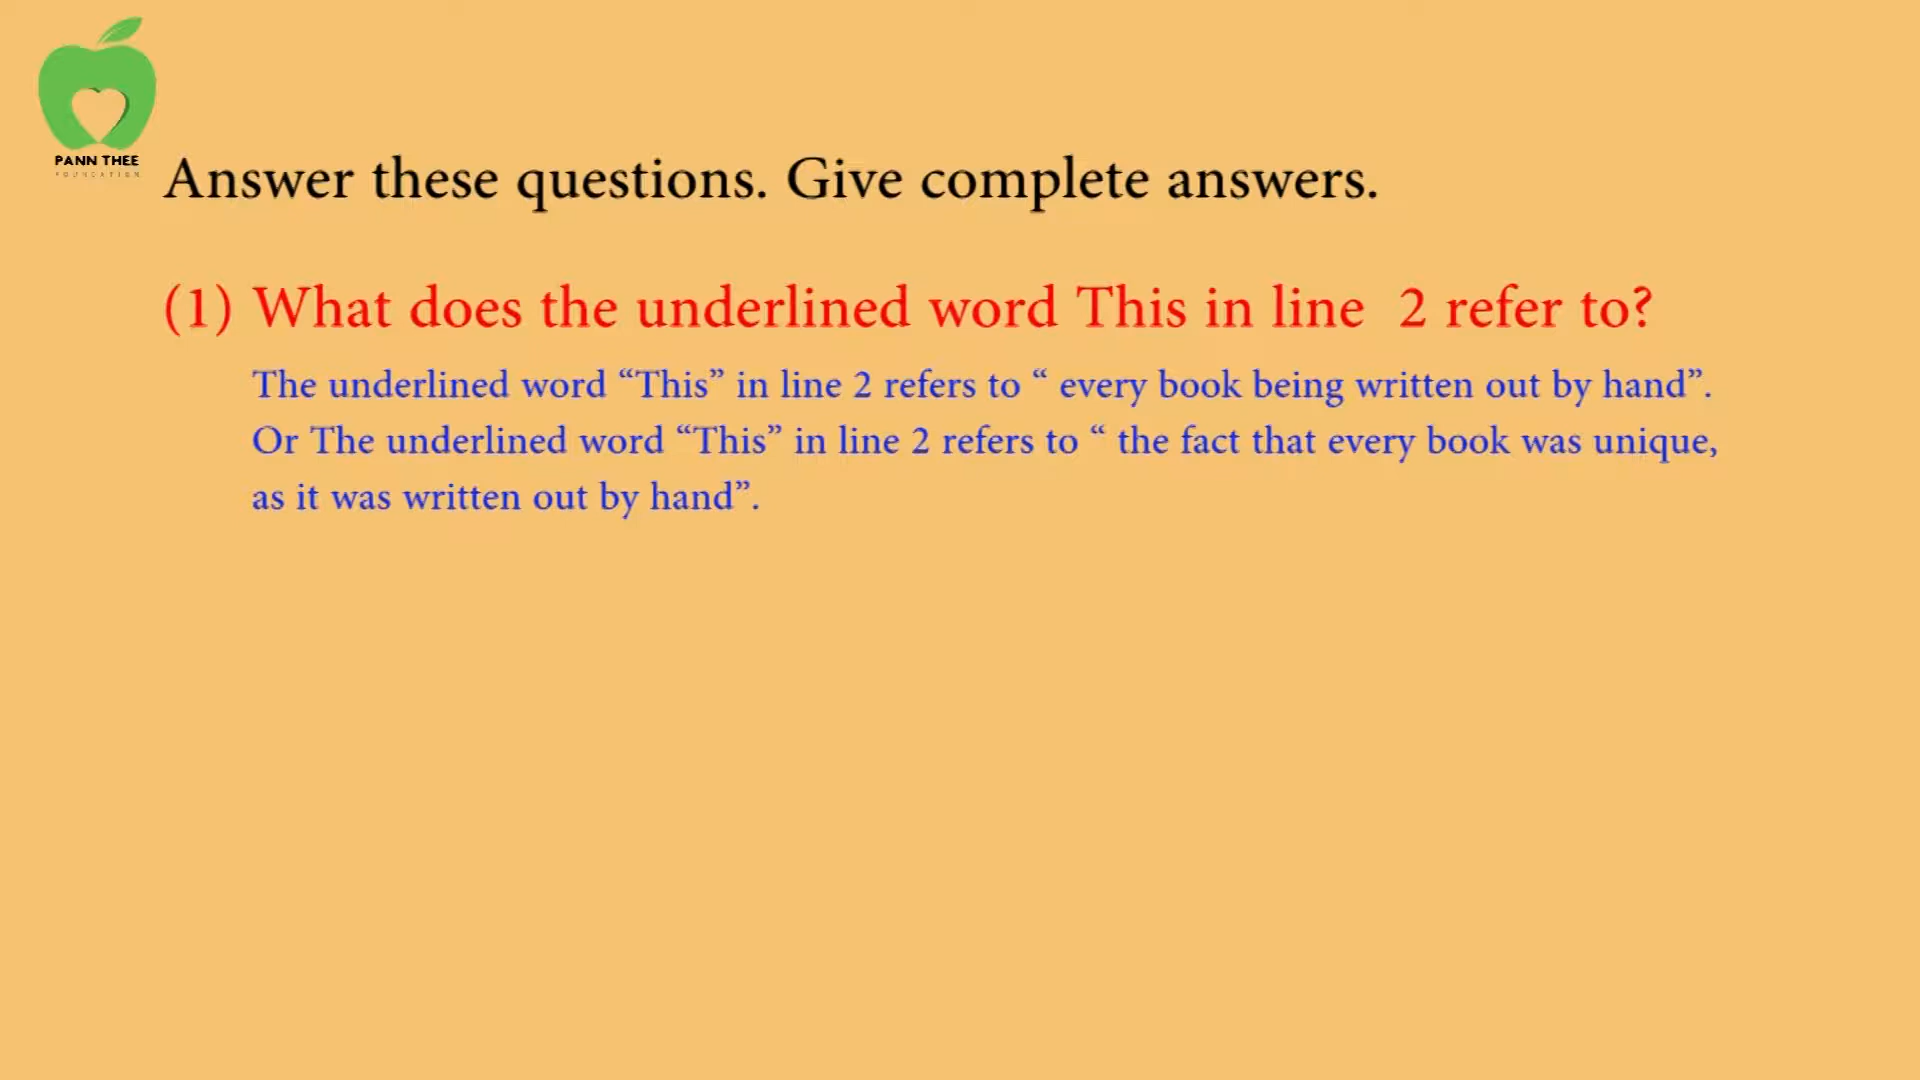 PANN THEE
FOUNDATION
Answer these questions. Give complete answers.
(1) What does the underlined word This in line 2 refer to?
The underlined word “This” in line 2 refers to “ every book being written out by hand”.
Or The underlined word “This” in line 2 refers to “ the fact that every book was unique,
as it was written out by hand”.